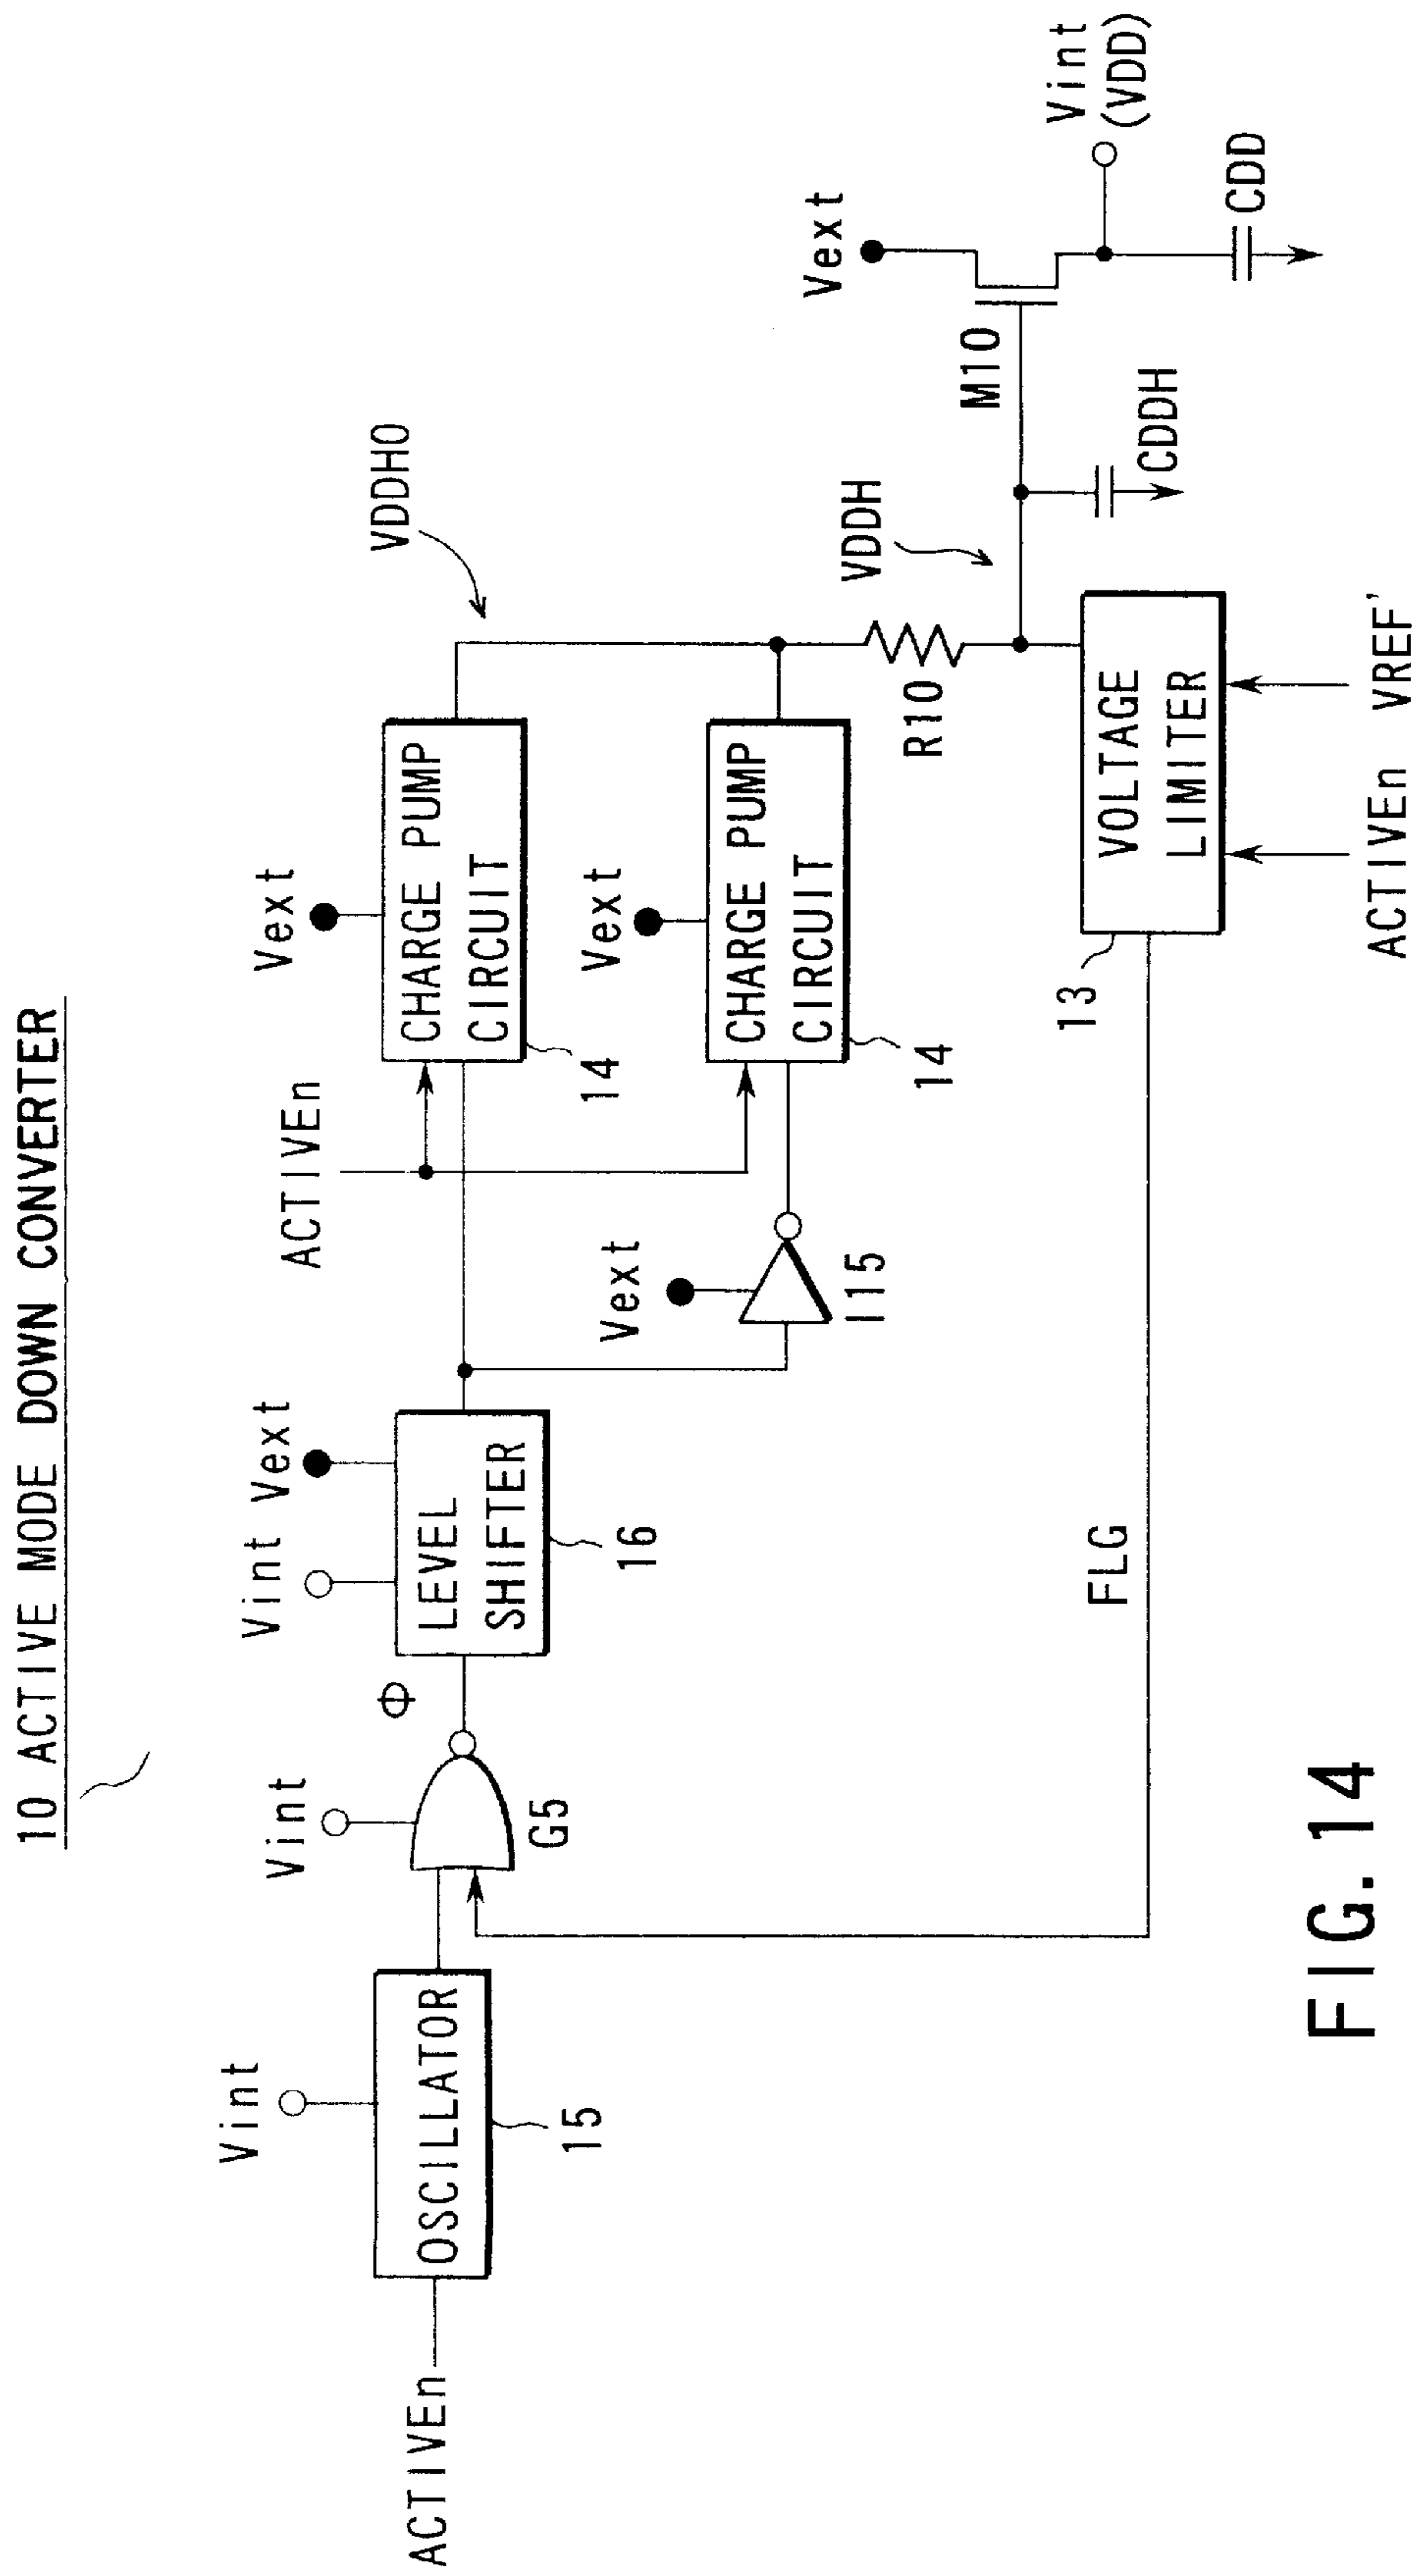 10 ACTIVE MODE DOWN CONVERTER
ACTIVEn
Vint
OSCILLATOR
15
Vint
G5
Φ
Vint
Vext
LEVEL
SHIFTER
16
ACTIVEn
Vext
CHARGE PUMP
CIRCUIT
14
Vext
I15
Vext
CHARGE PUMP
CIRCUIT
14
VDDH0
R10
VDDH
FLG
13
VOLTAGE
LIMITER
ACTIVEn
VREF'
CDDH
M10
Vext
Vint
(VDD)
CDD
FIG.14